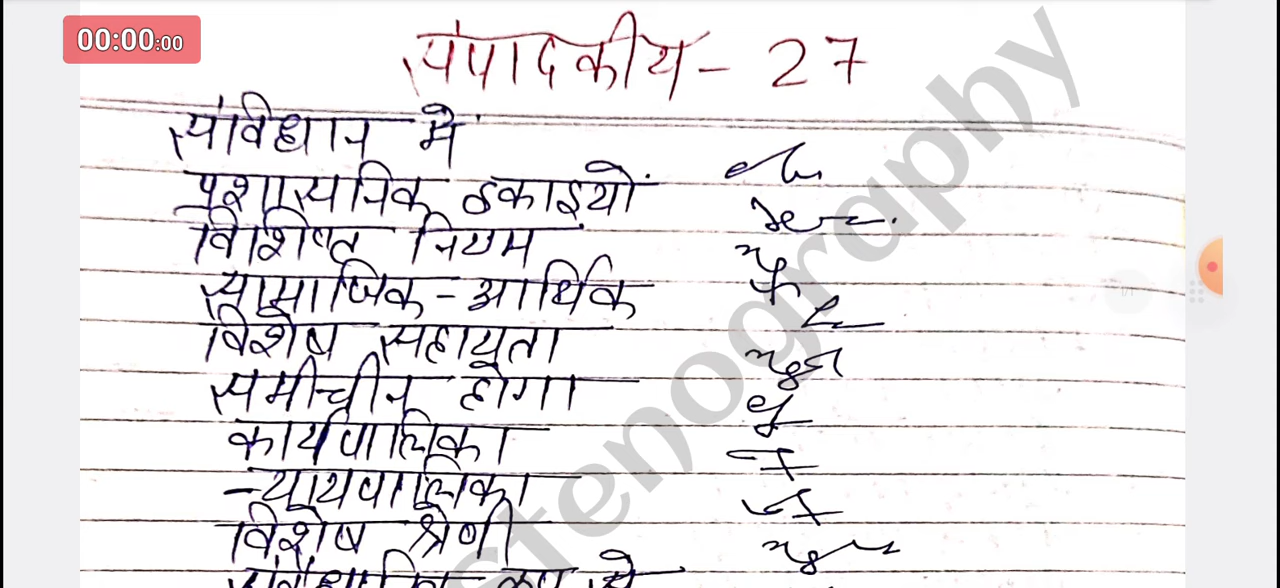 00:00:00
संपादकीय - 27
संविधान में
प्रशासनिक इकाइयों
विशिष्ट नियम
सामाजिक - आर्थिक
विशेष सहायता
समीचीन होगा
कार्यपालिका
न्यायपालिका
विशेष श्रेणी
संवैधानिक रूप से
stenography